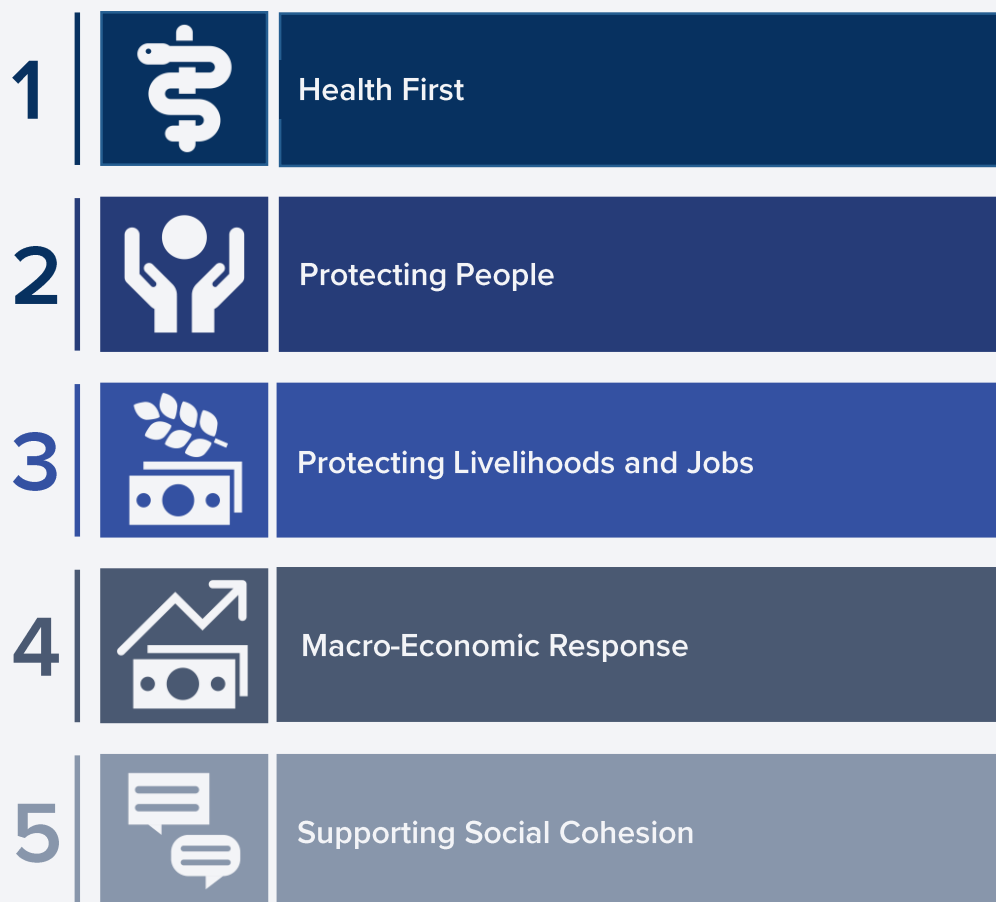 1
Health First
2
Protecting People
3
Protecting Livelihoods and Jobs
4
Macro-Economic Response
5
Supporting Social Cohesion